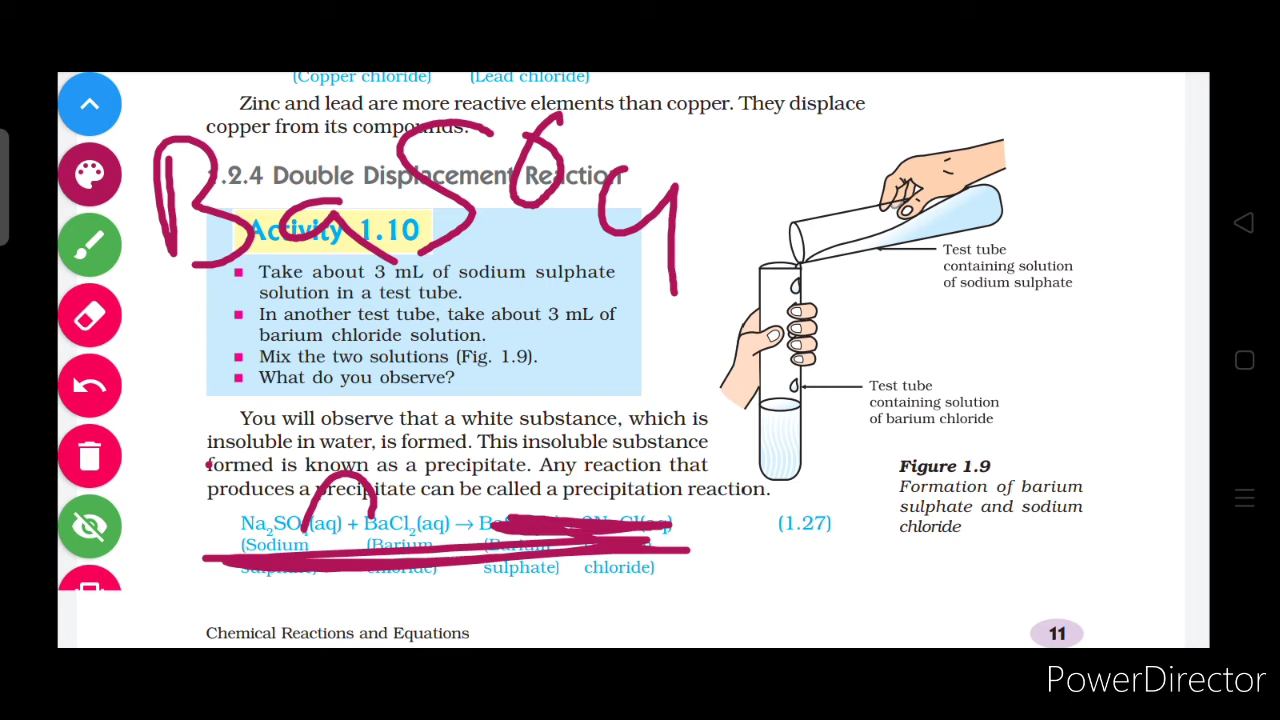 (Copper chloride) (Lead chloride)
Zinc and lead are more reactive elements than copper. They displace
copper from its compounds.
BaSO4
.2.4 Double Displacement Reaction
Activity 1.10
Take about 3 mL of sodium sulphate
solution in a test tube.
In another test tube, take about 3 mL of
barium chloride solution.
Mix the two solutions (Fig. 1.9).
What do you observe?
Test tube
containing solution
of sodium sulphate
Test tube
containing solution
of barium chloride
You will observe that a white substance, which is
insoluble in water, is formed. This insoluble substance
formed is known as a precipitate. Any reaction that
produces a precipitate can be called a precipitation reaction.
Figure 1.9
Formation of barium
sulphate and sodium
chloride
Na2SO (aq) + BaCl2(aq) → (1.27)
(Sodium (Barium (Barium
sulphate) chloride) sulphate) chloride)
Chemical Reactions and Equations
11
PowerDirector